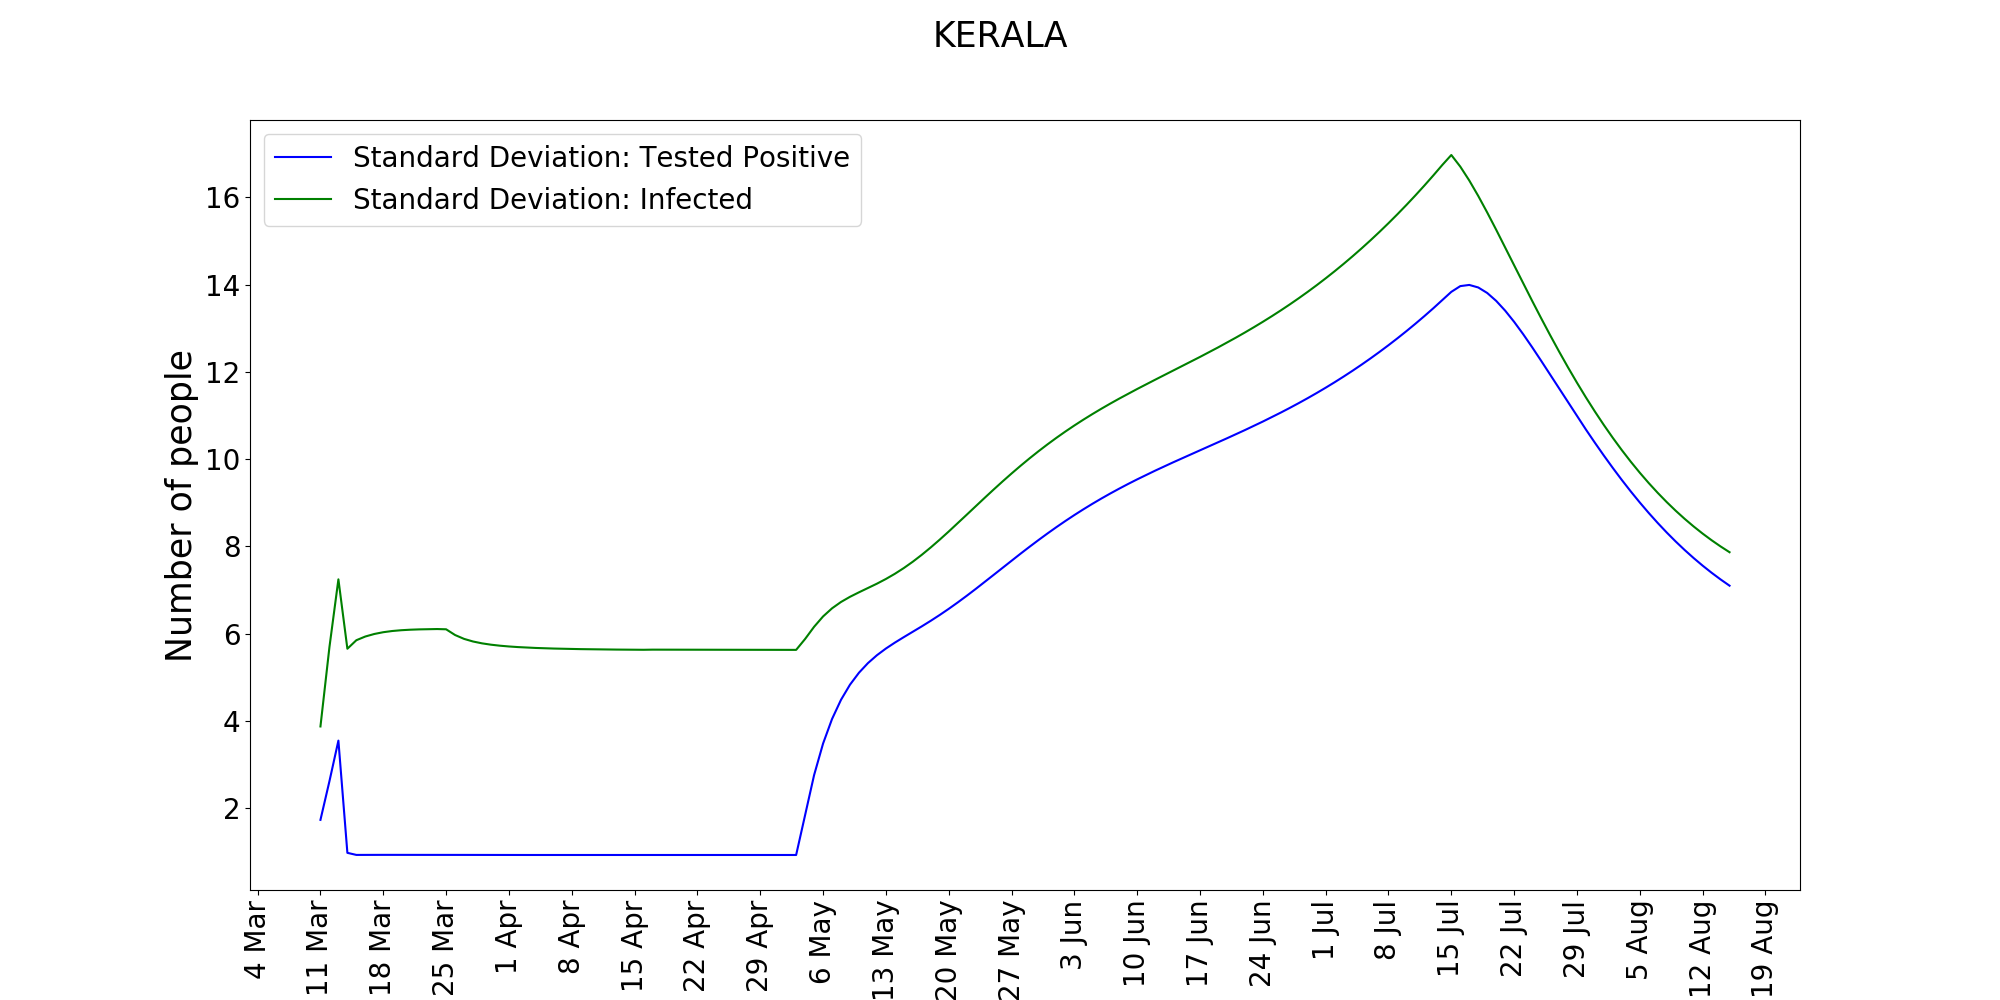 KERALA
Standard Deviation: Tested Positive
Standard Deviation: Infected
Number of people
16
14
12
10
8
6
4
2
4 Mar
11 Mar
18 Mar
25 Mar
1 Apr
8 Apr
15 Apr
22 Apr
29 Apr
6 May
13 May
20 May
27 May
3 Jun
10 Jun
17 Jun
24 Jun
1 Jul
8 Jul
15 Jul
22 Jul
29 Jul
5 Aug
12 Aug
19 Aug